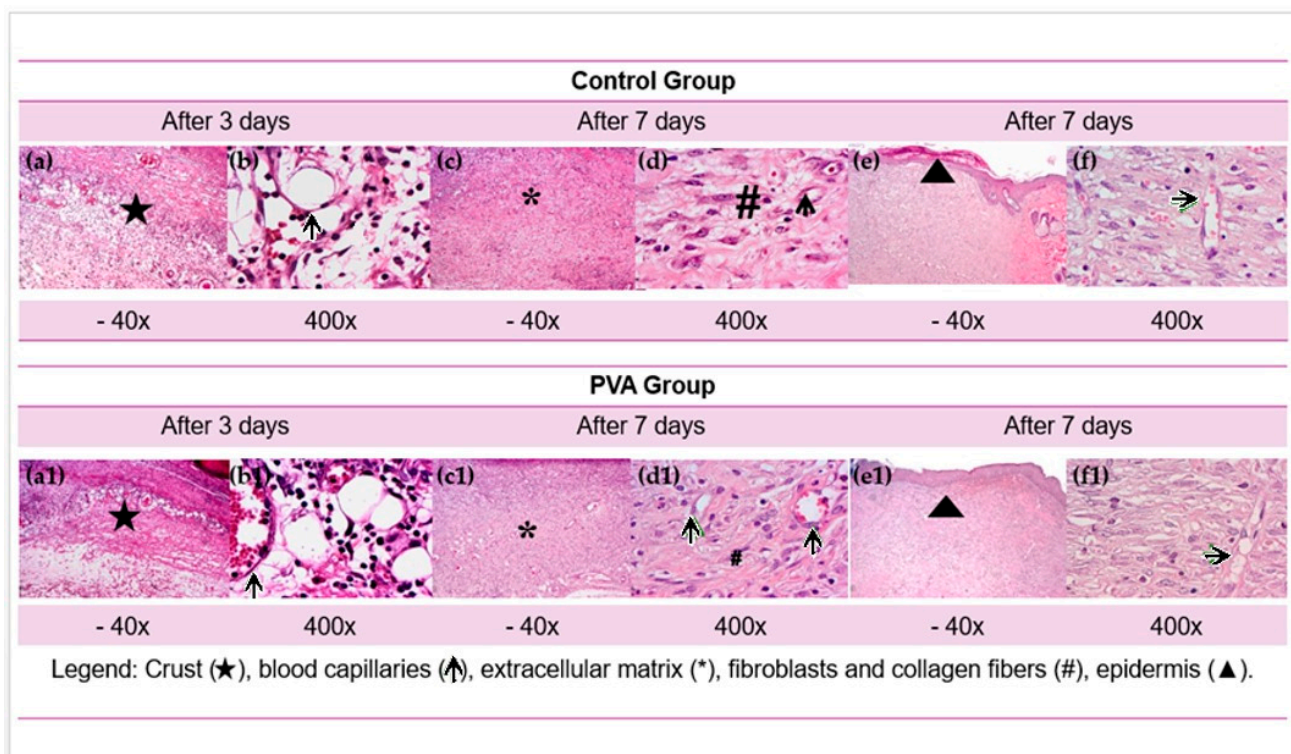 Control Group
After 3 days After 7 days After 7 days
(a) (b) (c) (d) (e) (f)
★ * # ▲
- 40x 400x - 40x 400x - 40x 400x
PVA Group
After 3 days After 7 days After 7 days
(a1) (b1) (c1) (d1) (e1) (f1)
★ * # ▲
- 40x 400x - 40x 400x - 40x 400x
Legend: Crust (★), blood capillaries (↑), extracellular matrix (*), fibroblasts and collagen fibers (#), epidermis (▲).